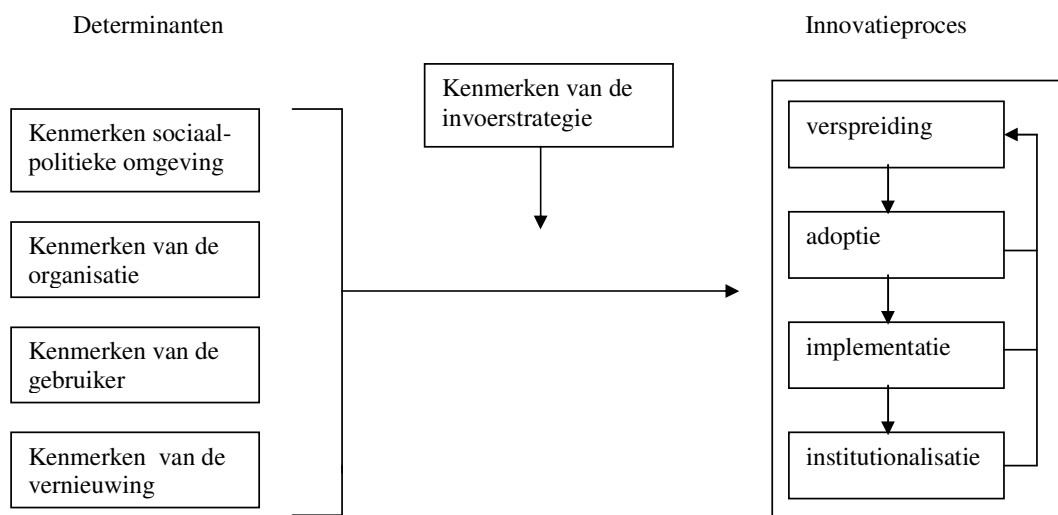 Determinanten
Innovatieproces
Kenmerken van de
invoerstrategie
Kenmerken sociaal-
politieke omgeving
Kenmerken van de
organisatie
Kenmerken van de
gebruiker
Kenmerken van de
vernieuwing
verspreiding
adoptie
implementatie
institutionalisatie